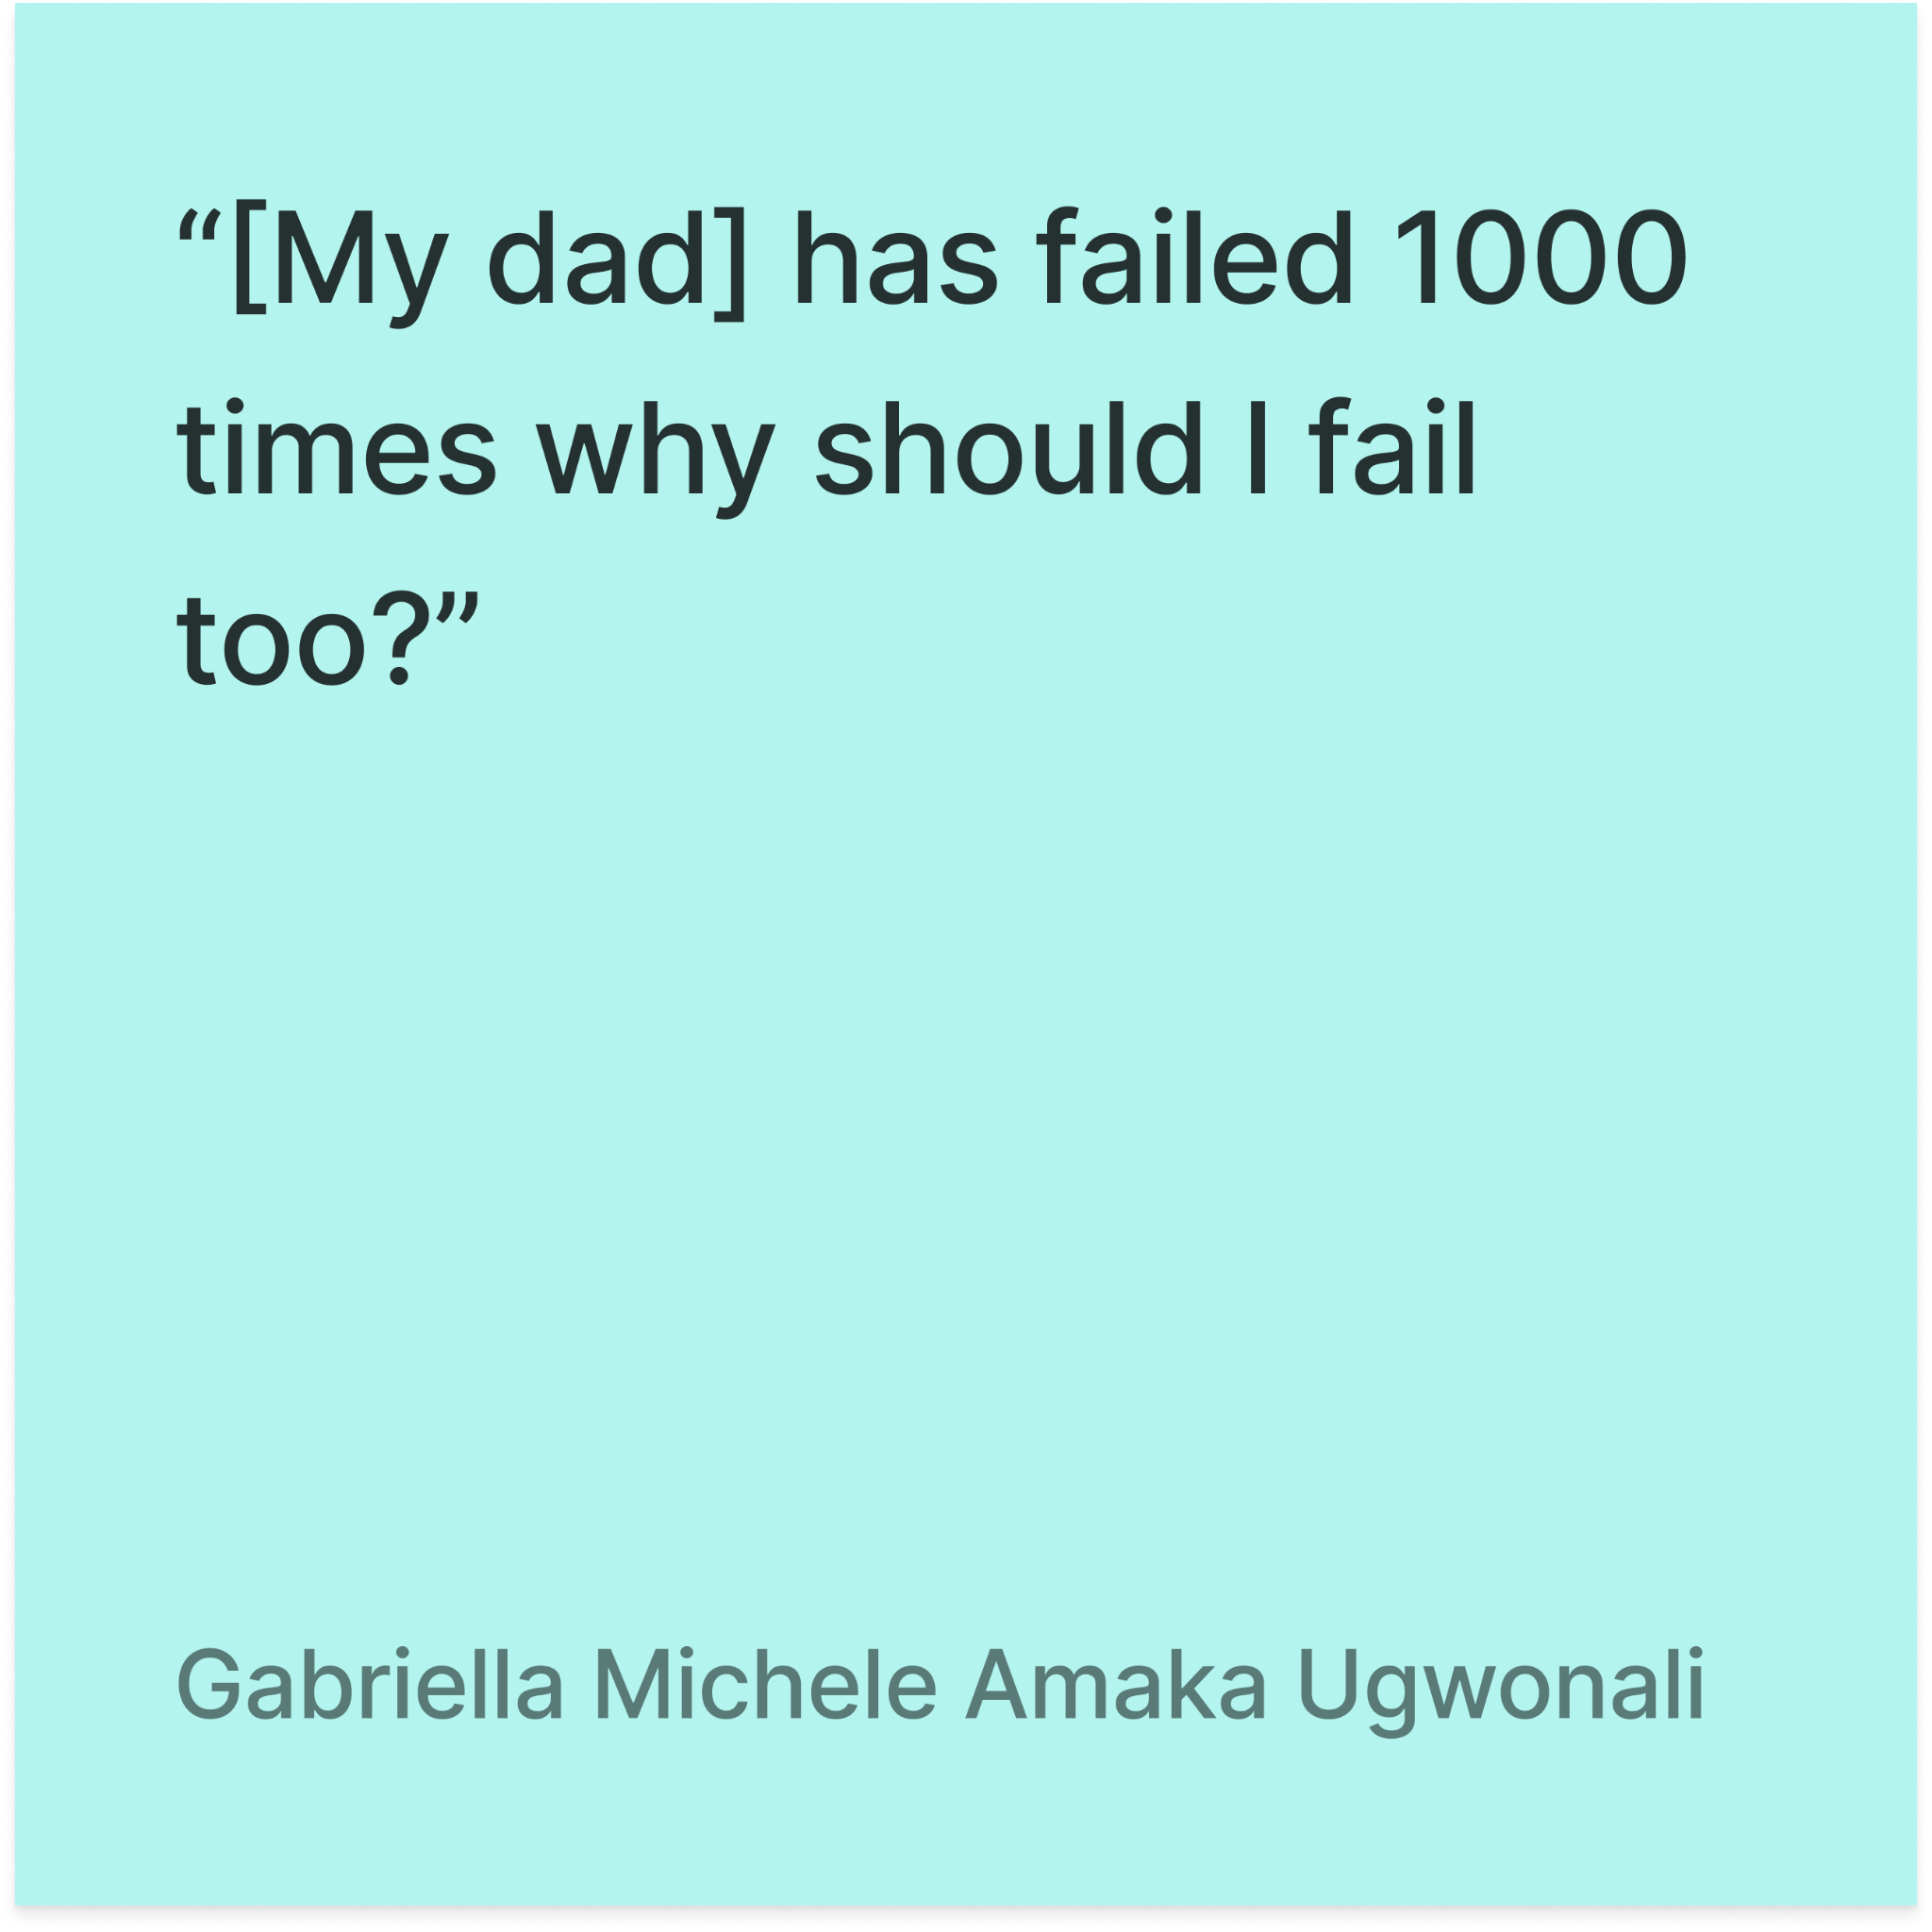 “[My dad] has failed 1000
times why should I fail
too?”
Gabriella Michele Amaka Ugwonali